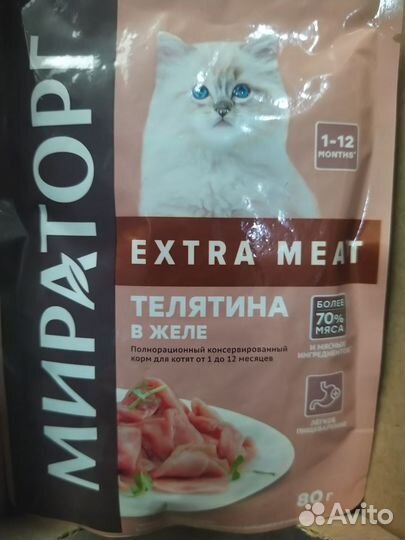 МИРАТОРГ
1-12
MONTHS
EXTRA MEAT
ТЕЛЯТИНА
В ЖЕЛЕ
Полнорационный консервированный
корм для котят от 1 до 12 месяцев
БОЛЕЕ
70%
МЯСА
И МЯСНЫХ
ИНГРЕДИЕНТОВ
ЛЁГКОЕ
ПИЩЕВАРЕНИЕ
80 г
Avito